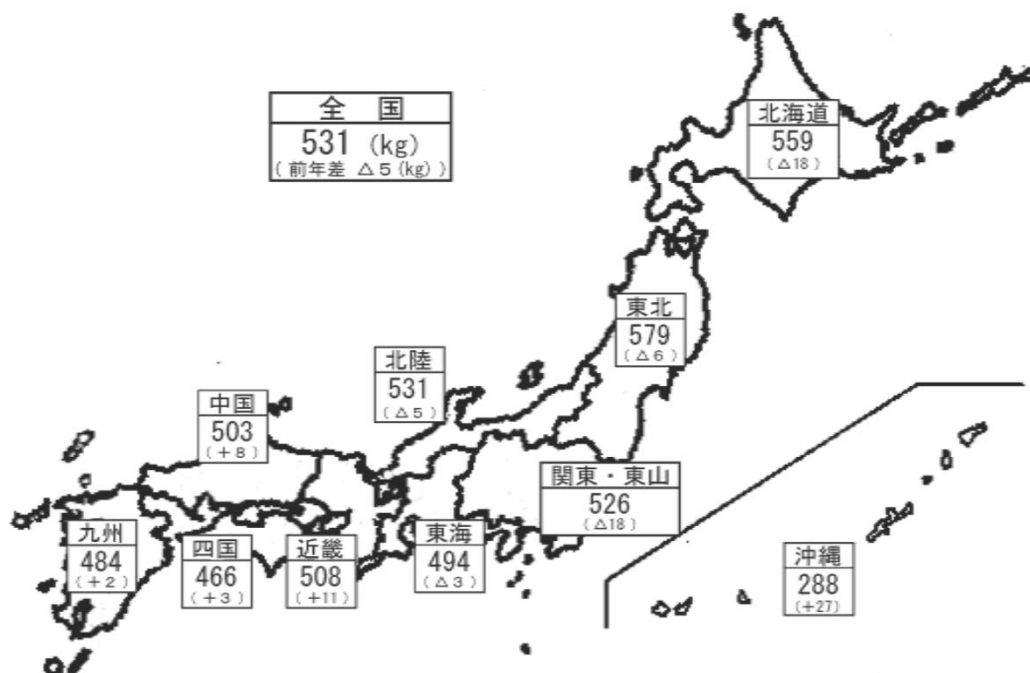 全国
531 (kg)
(前年差 △5(kg))
北海道
559
(△18)
東北
579
(△6)
北陸
531
(△5)
中国
503
(+8)
関東・東山
526
(△18)
九州
484
(+2)
四国
466
(+3)
近畿
508
(+11)
東海
494
(△3)
沖縄
288
(+27)